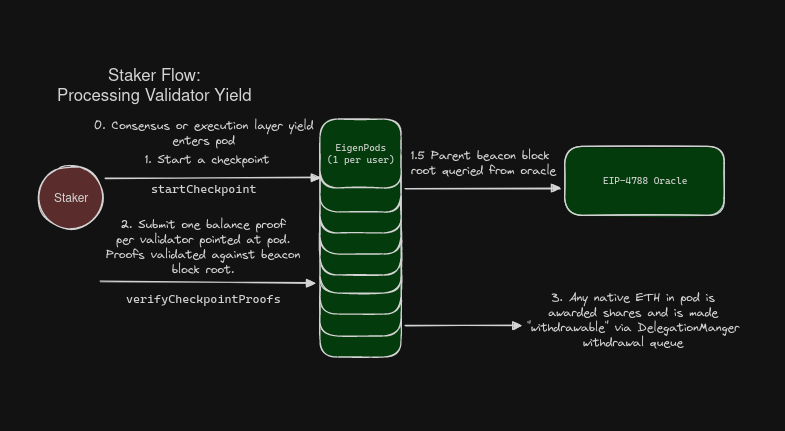 Staker Flow:
Processing Validator Yield
0. Consensus or execution layer yield
enters pod
1. Start a checkpoint
startCheckpoint
Staker
2. Submit one balance proof
per validator pointed at pod.
Proofs validated against beacon
block root.
verifyCheckpointProofs
EigenPods
(1 per user)
1.5 Parent beacon block
root queried from oracle
EIP-4788 Oracle
3. Any native ETH in pod is
awarded shares and is made
"withdrawable" via DelegationManger
withdrawal queue